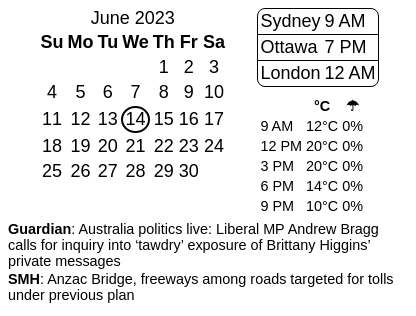 June 2023
Su Mo Tu We Th Fr Sa
1 2 3
4 5 6 7 8 9 10
11 12 13 14 15 16 17
18 19 20 21 22 23 24
25 26 27 28 29 30
Sydney 9 AM
Ottawa 7 PM
London 12 AM
°C ☂
9 AM 12°C 0%
12 PM 20°C 0%
3 PM 20°C 0%
6 PM 14°C 0%
9 PM 10°C 0%
Guardian: Australia politics live: Liberal MP Andrew Bragg
calls for inquiry into ‘tawdry’ exposure of Brittany Higgins’
private messages
SMH: Anzac Bridge, freeways among roads targeted for tolls
under previous plan